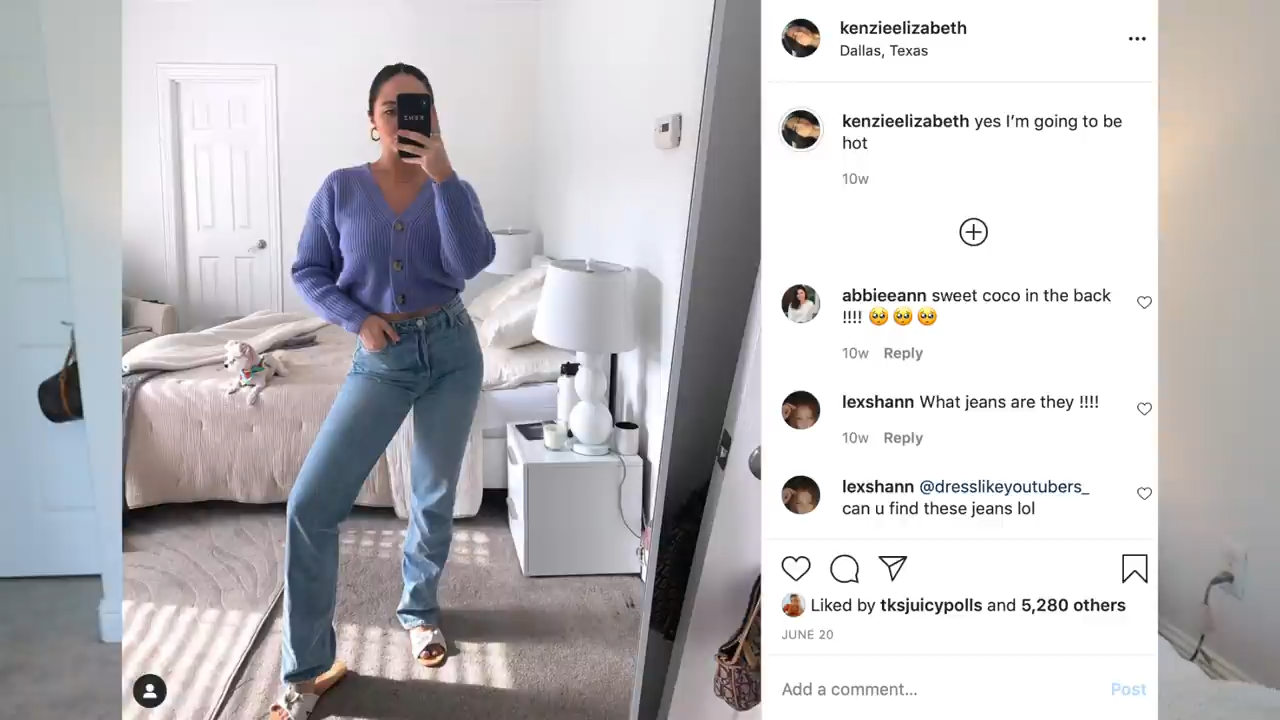 kenzieelizabeth
Dallas, Texas
kenzieelizabeth yes I'm going to be
hot
10w
abbieeann sweet coco in the back
!!!! 🥺🥺🥺
10w Reply
lexshann What jeans are they !!!!
10w Reply
lexshann @dresslikeyoutubers_
can u find these jeans lol
Liked by tksjuicypolls and 5,280 others
JUNE 20
Add a comment... Post